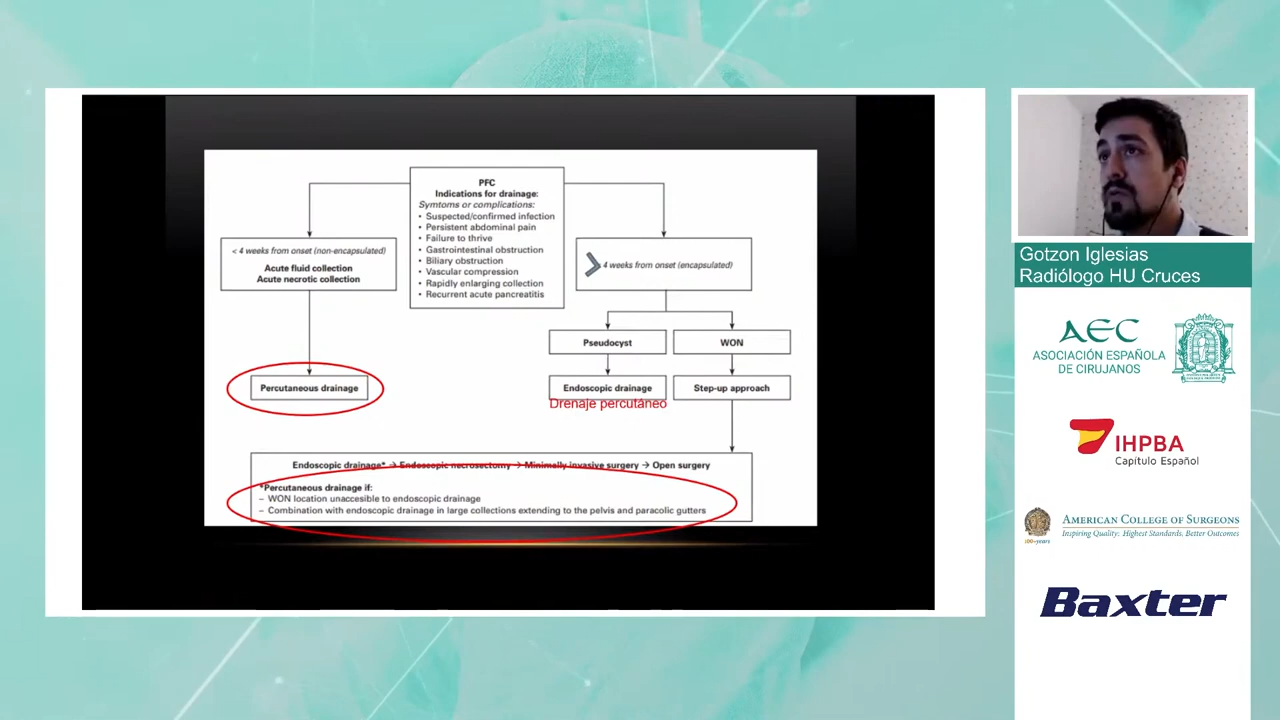 PFC
Indications for drainage:
Symtoms or complications:
• Suspected/confirmed infection
• Persistent abdominal pain
• Failure to thrive
• Gastrointestinal obstruction
• Biliary obstruction
• Vascular compression
• Rapidly enlarging collection
• Recurrent acute pancreatitis
< 4 weeks from onset (non-encapsulated)
Acute fluid collection
Acute necrotic collection
Percutaneous drainage
> 4 weeks from onset (encapsulated)
Pseudocyst
WON
Endoscopic drainage
Drenaje percutáneo
Step-up approach
Endoscopic drainage* → Endoscopic necrosectomy → Minimally invasive surgery → Open surgery
*Percutaneous drainage if:
– WON location unaccesible to endoscopic drainage
– Combination with endoscopic drainage in large collections extending to the pelvis and paracolic gutters
Gotzon Iglesias
Radiólogo HU Cruces
AEC
ASOCIACIÓN ESPAÑOLA
DE CIRUJANOS
IHPBA
Capítulo Español
AMERICAN COLLEGE OF SURGEONS
Inspiring Quality: Highest Standards, Better Outcomes
100+years
Baxter